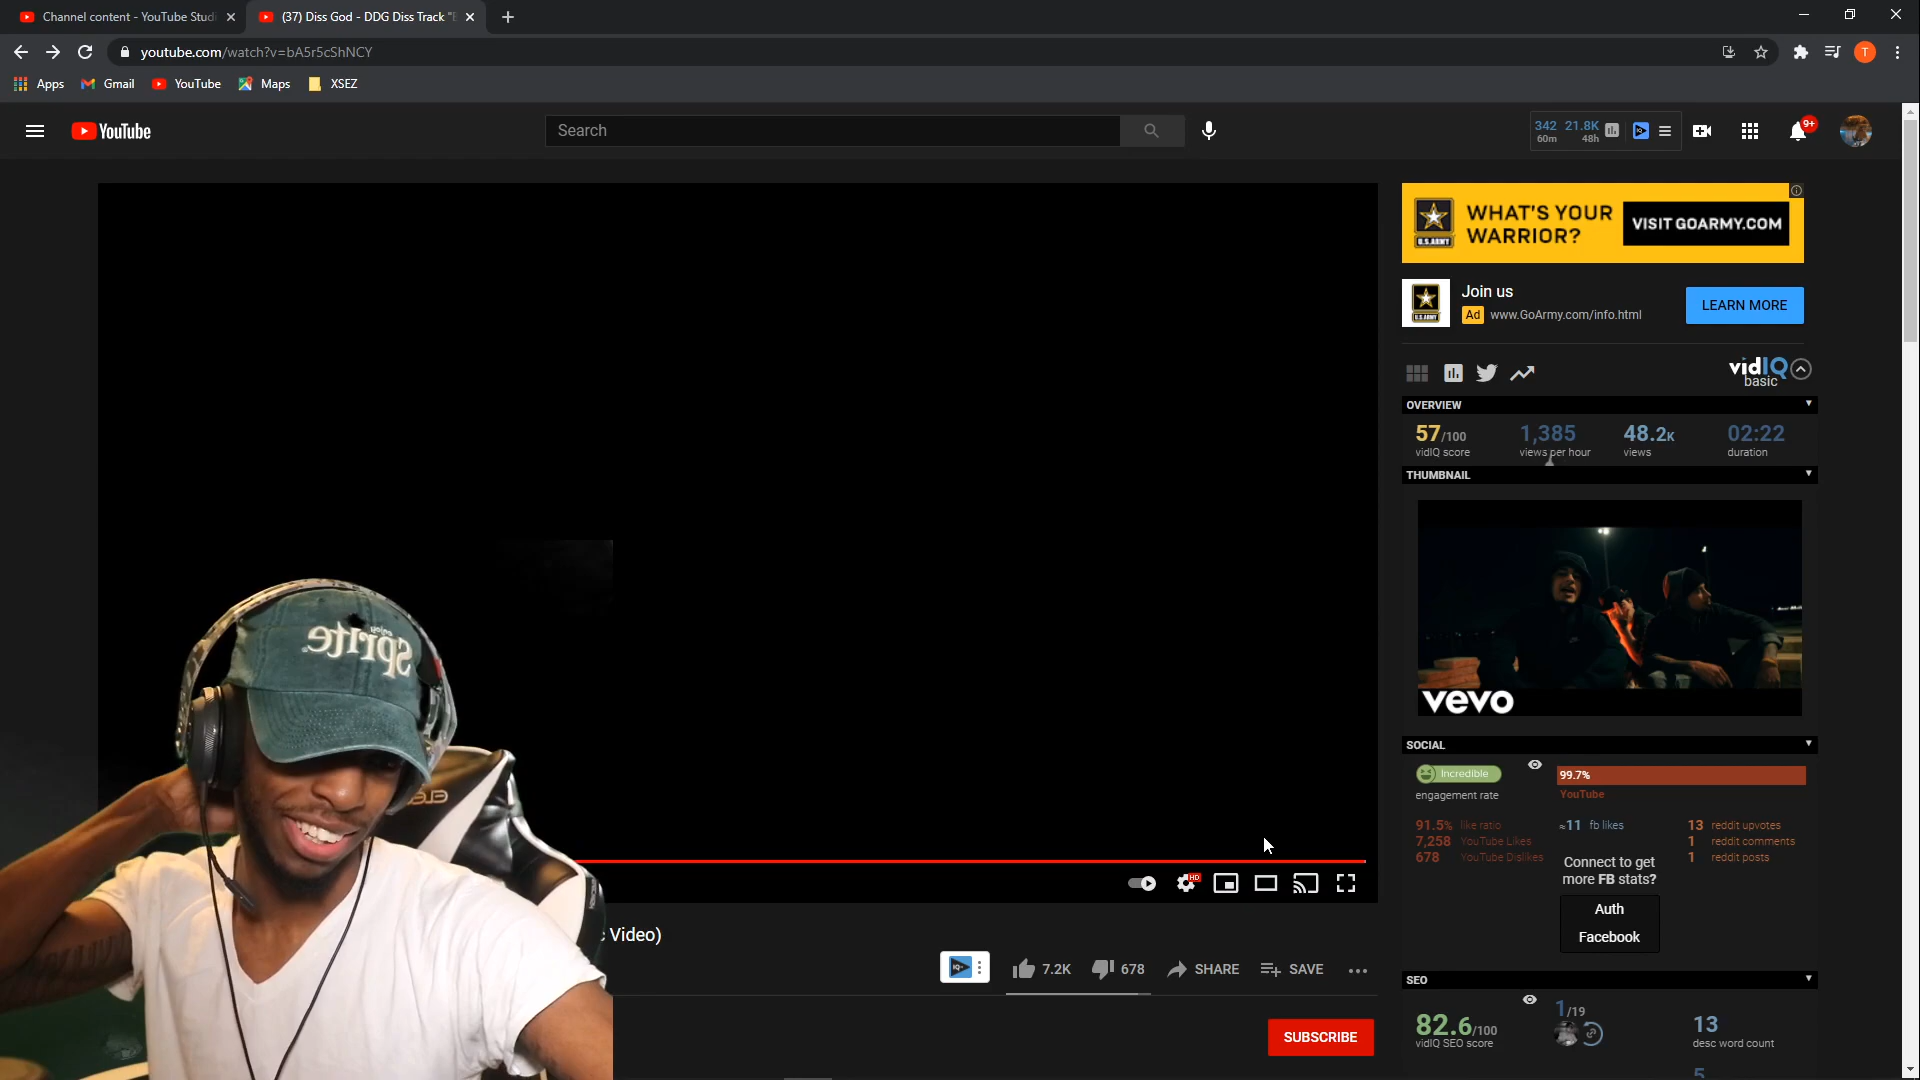 Channel content - YouTube Studi
(37) Diss God - DDG Diss Track "
youtube.com/watch?v=bA5r5cShNCY
T
Apps
Gmail
YouTube
Maps
XSEZ
YouTube
Search
342 21.8K
60m 48h
9+
WHAT'S YOUR
WARRIOR?
VISIT GOARMY.COM
U.S.ARMY
Join us
Ad www.GoArmy.com/info.html
LEARN MORE
vidIQ
basic
OVERVIEW
57/100 1,385 48.2K 02:22
vidIQ score views per hour views duration
THUMBNAIL
vevo
SOCIAL
Incredible
engagement rate
99.7%
YouTube
91.5% like ratio
7,258 YouTube Likes
678 YouTube Dislikes
≈11 fb likes
Connect to get
more FB stats?
Auth
Facebook
13 reddit upvotes
1 reddit comments
1 reddit posts
SEO
82.6/100
vidIQ SEO score
1/19
13
desc word count
5
enjoy
Sprite
HD
Video)
IQ
7.2K
678
SHARE
SAVE
SUBSCRIBE